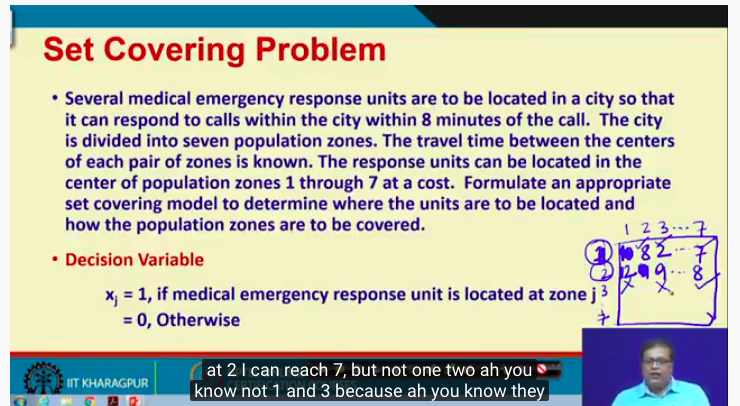 Set Covering Problem
• Several medical emergency response units are to be located in a city so that
it can respond to calls within the city within 8 minutes of the call. The city
is divided into seven population zones. The travel time between the centers
of each pair of zones is known. The response units can be located in the
center of population zones 1 through 7 at a cost. Formulate an appropriate
set covering model to determine where the units are to be located and
how the population zones are to be covered.
1 2 3 ... 7
1 8 2 ... 7
2 9 ... 8
3
7
• Decision Variable
xj = 1, if medical emergency response unit is located at zone j
= 0, Otherwise
at 2 I can reach 7, but not one two ah you
know not 1 and 3 because ah you know they
IIT KHARAGPUR